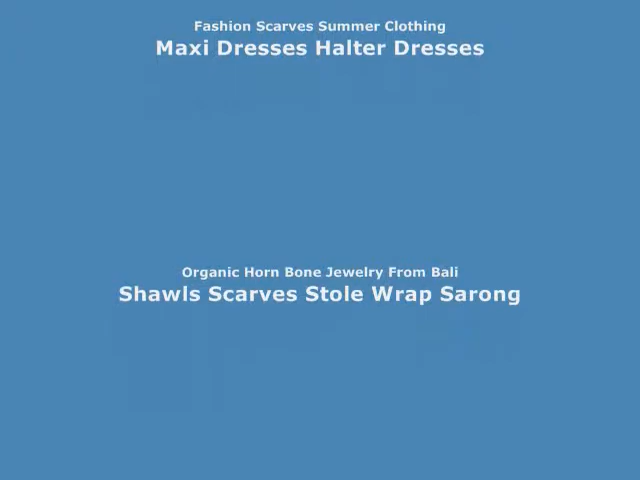 Fashion Scarves Summer Clothing
Maxi Dresses Halter Dresses
Organic Horn Bone Jewelry From Bali
Shawls Scarves Stole Wrap Sarong